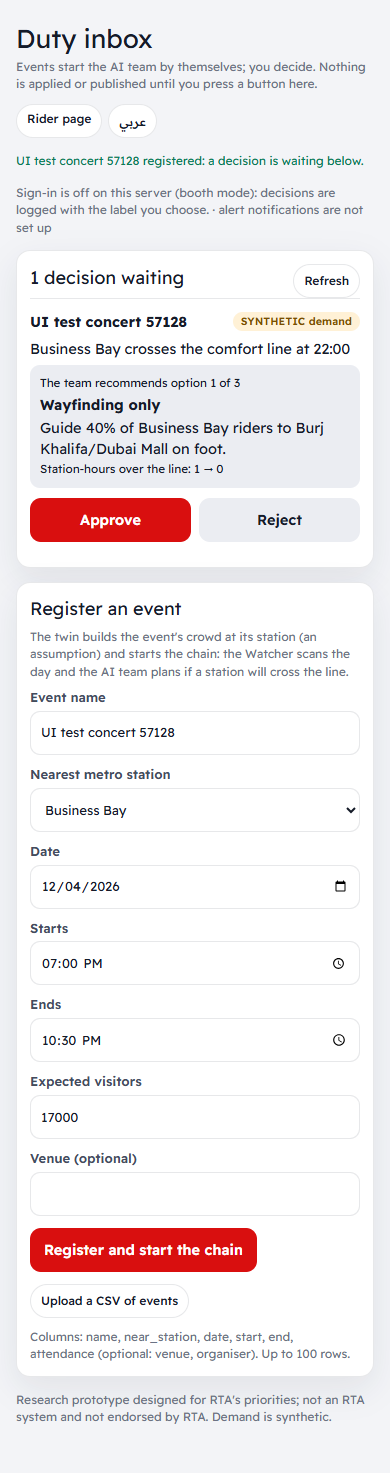 Duty inbox
Events start the AI team by themselves; you decide. Nothing
is applied or published until you press a button here.
Rider page
عربي
UI test concert 57128 registered: a decision is waiting below.
Sign-in is off on this server (booth mode): decisions are
logged with the label you choose. · alert notifications are not
set up
1 decision waiting
Refresh
UI test concert 57128
SYNTHETIC demand
Business Bay crosses the comfort line at 22:00
The team recommends option 1 of 3
Wayfinding only
Guide 40% of Business Bay riders to Burj
Khalifa/Dubai Mall on foot.
Station-hours over the line: 1 → 0
Approve
Reject
Register an event
The twin builds the event's crowd at its station (an
assumption) and starts the chain: the Watcher scans the
day and the AI team plans if a station will cross the line.
Event name
UI test concert 57128
Nearest metro station
Business Bay
Date
12/04/2026
Starts
07:00 PM
Ends
10:30 PM
Expected visitors
17000
Venue (optional)
Register and start the chain
Upload a CSV of events
Columns: name, near_station, date, start, end,
attendance (optional: venue, organiser). Up to 100 rows.
Research prototype designed for RTA's priorities; not an RTA
system and not endorsed by RTA. Demand is synthetic.